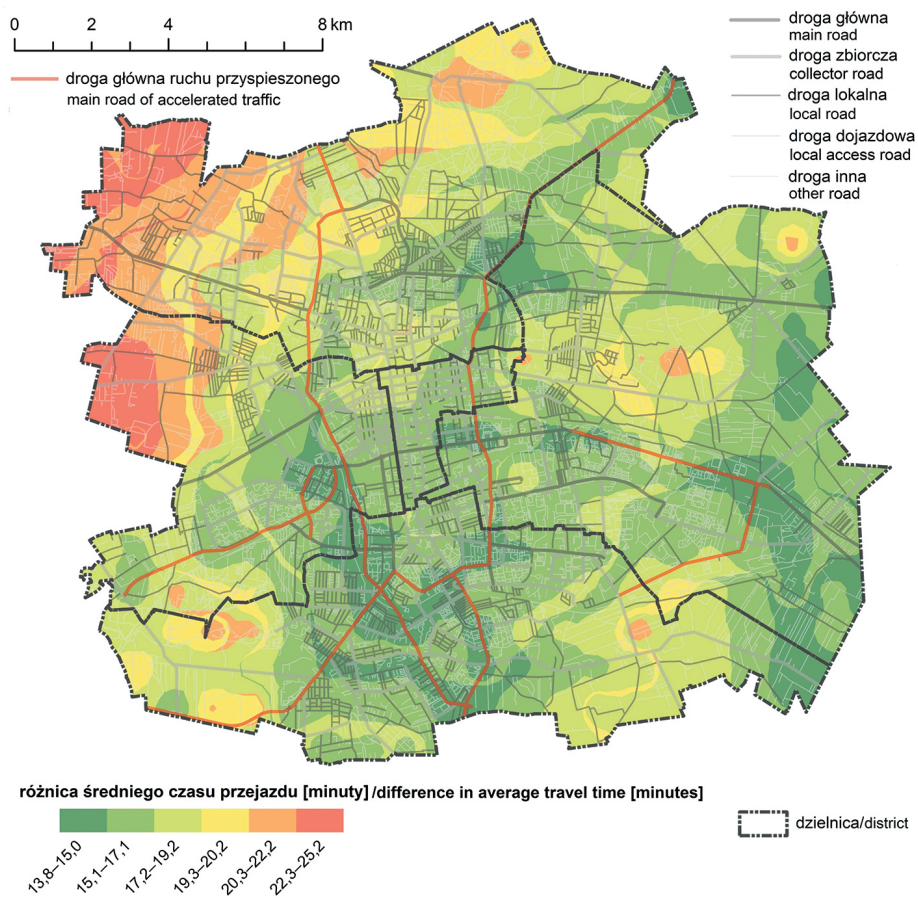 0 2 4 8 km
droga główna ruchu przyspieszonego
main road of accelerated traffic
droga główna
main road
droga zbiorcza
collector road
droga lokalna
local road
droga dojazdowa
local access road
droga inna
other road
różnica średniego czasu przejazdu [minuty]/difference in average travel time [minutes]
13,8–15,0
15,1–17,1
17,2–19,2
19,3–20,2
20,3–22,2
22,3–25,2
dzielnica/district